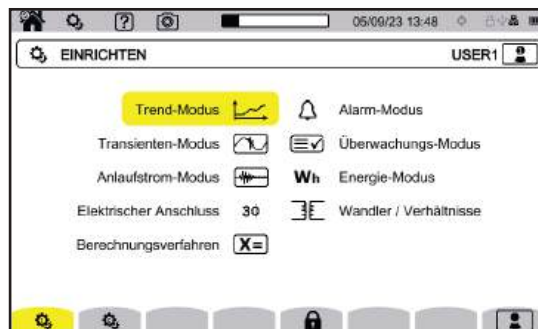 05/09/23 13:48
EINRICHTEN USER1
Trend-Modus Alarm-Modus
Transienten-Modus Überwachungs-Modus
Anlaufstrom-Modus Wh Energie-Modus
Elektrischer Anschluss 3Φ Wandler / Verhältnisse
Berechnungsverfahren X=